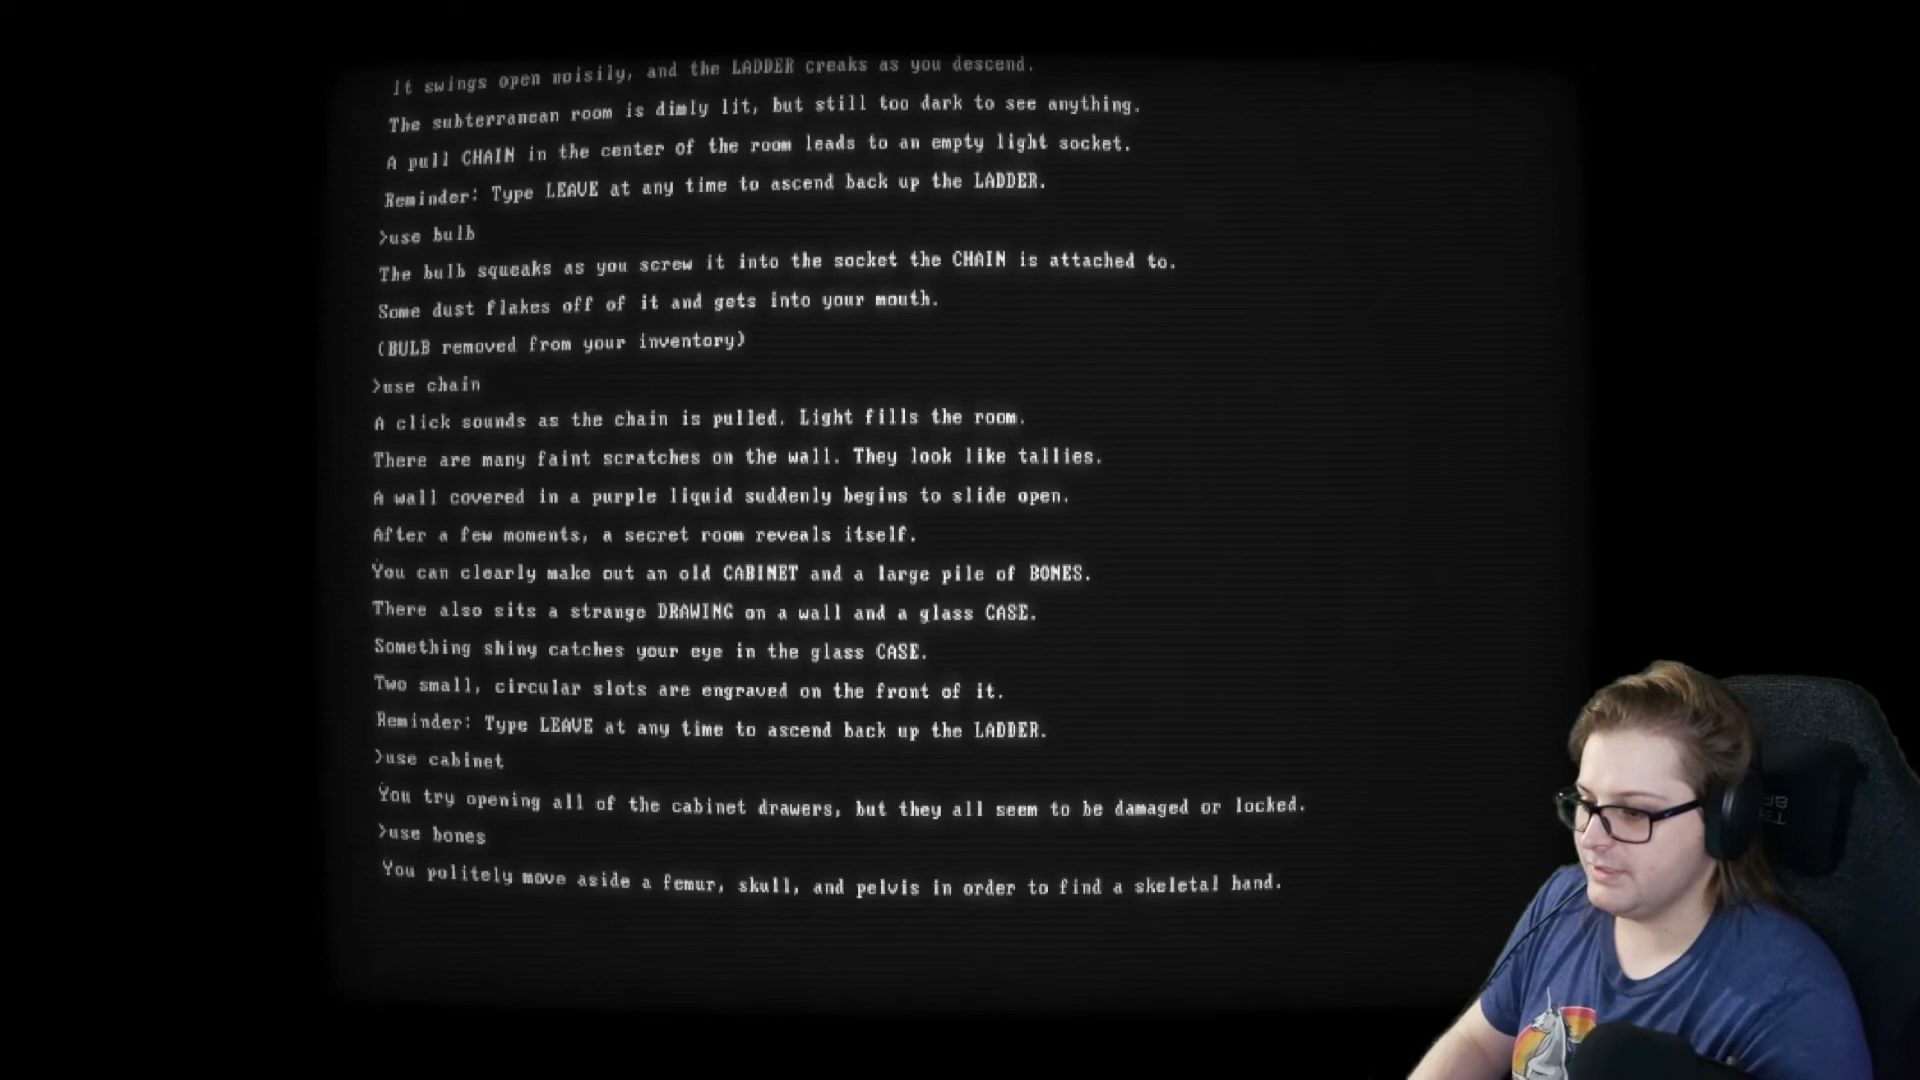 It swings open noisily, and the LADDER creaks as you descend.
The subterranean room is dimly lit, but still too dark to see anything.
A pull CHAIN in the center of the room leads to an empty light socket.
Reminder: Type LEAVE at any time to ascend back up the LADDER.
>use bulb
The bulb squeaks as you screw it into the socket the CHAIN is attached to.
Some dust flakes off of it and gets into your mouth.
(BULB removed from your inventory)
>use chain
A click sounds as the chain is pulled. Light fills the room.
There are many faint scratches on the wall. They look like tallies.
A wall covered in a purple liquid suddenly begins to slide open.
After a few moments, a secret room reveals itself.
You can clearly make out an old CABINET and a large pile of BONES.
There also sits a strange DRAWING on a wall and a glass CASE.
Something shiny catches your eye in the glass CASE.
Two small, circular slots are engraved on the front of it.
Reminder: Type LEAVE at any time to ascend back up the LADDER.
>use cabinet
You try opening all of the cabinet drawers, but they all seem to be damaged or locked.
>use bones
You politely move aside a femur, skull, and pelvis in order to find a skeletal hand.